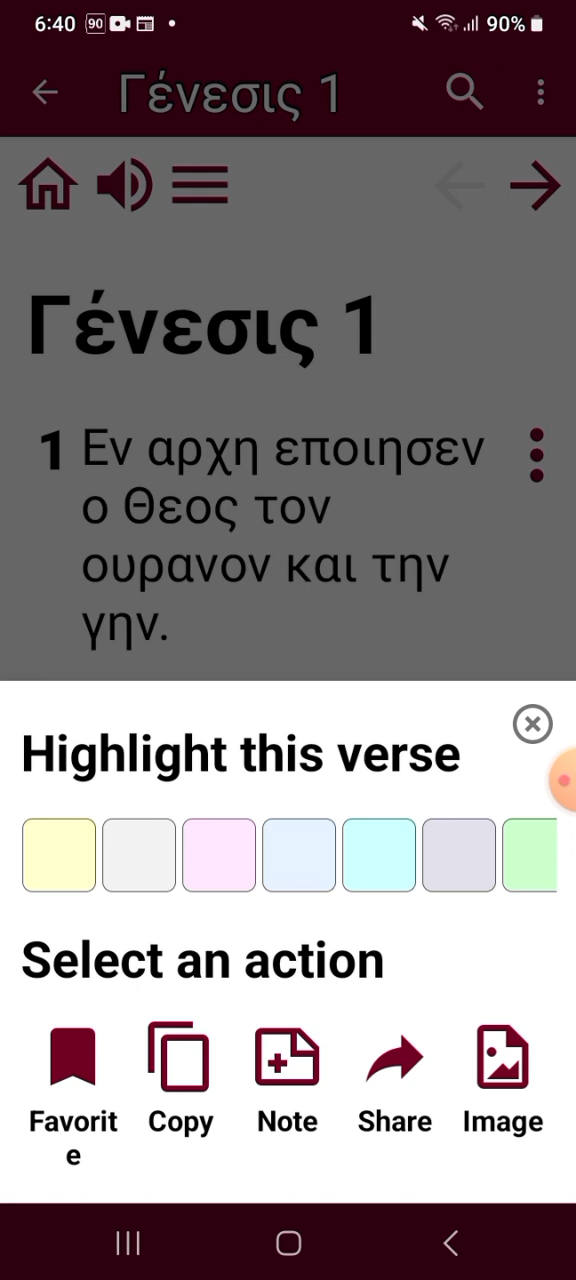 6:40 90 90%
Γένεσις 1
Γένεσις 1
1 Εν αρχη εποιησεν
ο Θεος τον
ουρανον και την
γην.
Highlight this verse
Select an action
Favorit
e
Copy
Note
Share
Image